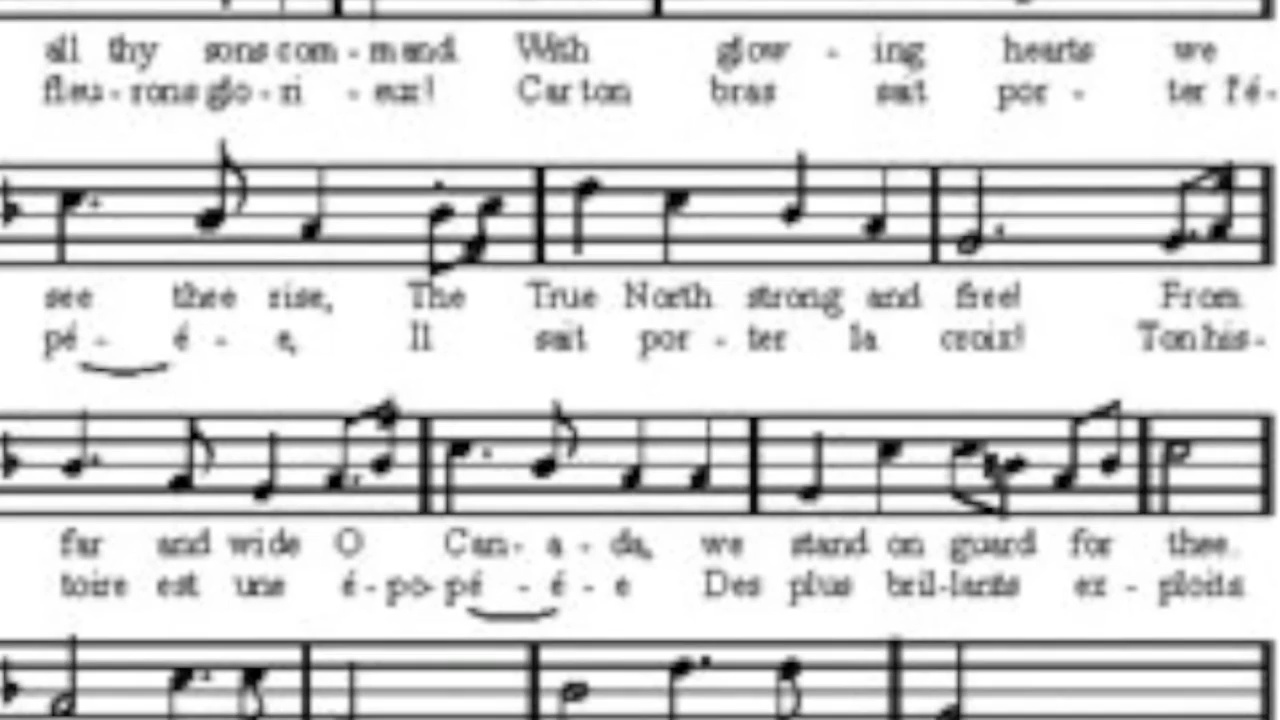 all thy sons com - mand With glow - ing hearts we
fleu - rons glo - ri - eux! Car ton bras sait por - ter l'é-
see thee rise, The True North strong and free! From
pé - é - e, Il sait por - ter la croix! Ton his-
far and wide O Can - a - da, we stand on guard for thee.
toire est une é - po - pé - é - e Des plus bril-lants ex - ploits